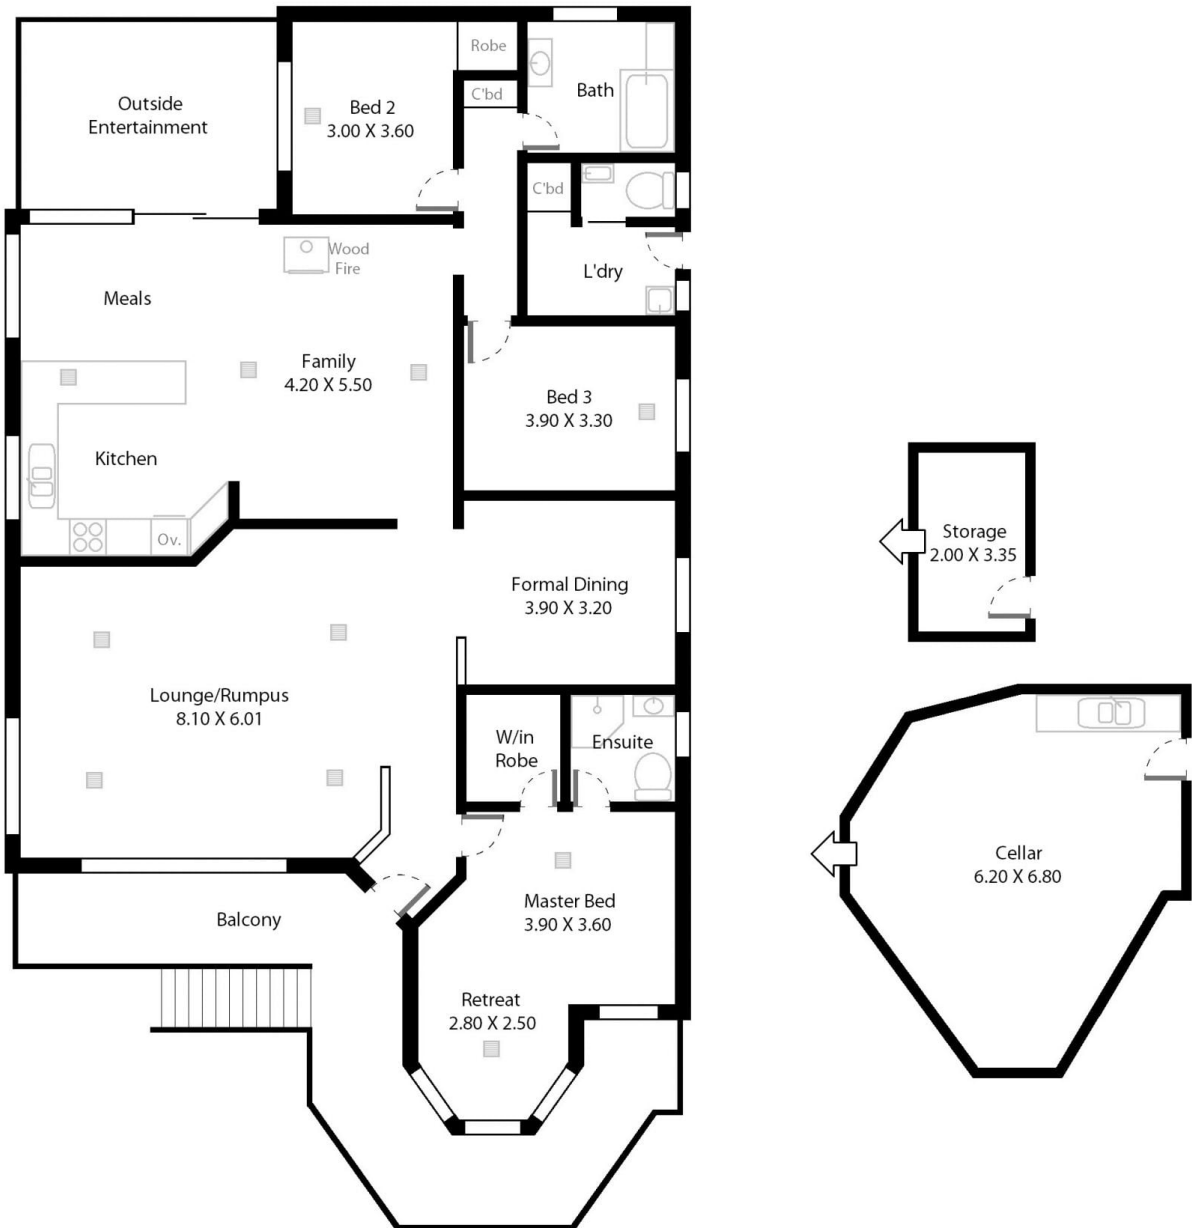 Robe
C'bd
Bath
Outside
Entertainment
Bed 2
3.00 X 3.60
C'bd
Wood
Fire
L'dry
Meals
Family
4.20 X 5.50
Bed 3
3.90 X 3.30
Kitchen
Ov.
Storage
2.00 X 3.35
Formal Dining
3.90 X 3.20
Lounge/Rumpus
8.10 X 6.01
W/in
Robe
Ensuite
Cellar
6.20 X 6.80
Master Bed
3.90 X 3.60
Balcony
Retreat
2.80 X 2.50